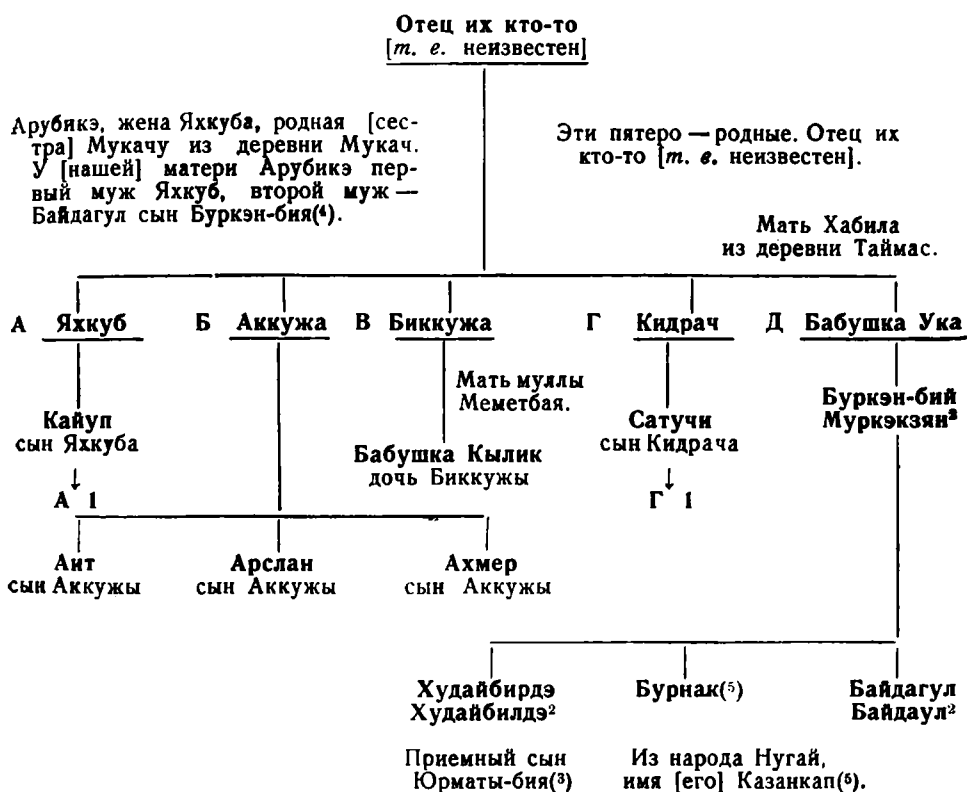 Отец их кто-то
[т. е. неизвестен]
Арубикэ, жена Яхкуба, родная [сес-
тра] Мукачу из деревни Мукач.
У [нашей] матери Арубикэ пер-
вый муж Яхкуб, второй муж —
Байдагул сын Буркэн-бия(⁴).
Эти пятеро — родные. Отец их
кто-то [т. е. неизвестен].
Мать Хабила
из деревни Таймас.
А Яхкуб Б Аккужа В Биккужа Г Кидрач Д Бабушка Ука
Мать муллы
Меметбая.
Буркэн-бий
Муркэкзян²
Кайуп
сын Яхкуба
Сатучи
сын Кидрача
Бабушка Кылик
дочь Биккужы
А 1 Г 1
Аит
сын Аккужы
Арслан
сын Аккужы
Ахмер
сын Аккужы
Худайбирдэ
Худайбилдэ²
Бурнак(⁵)
Байдагул
Байдаул²
Приемный сын
Юрматы-бия(³)
Из народа Нугай,
имя [его] Казанкап(⁵).